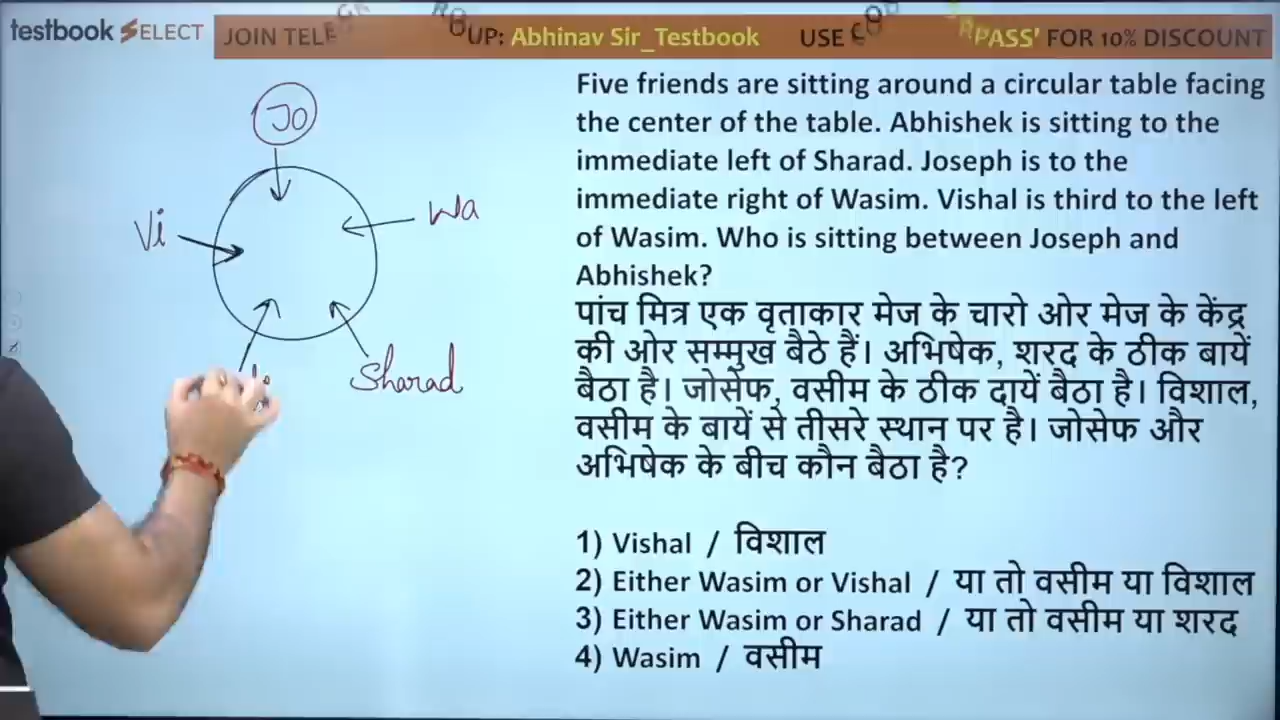 testbook SELECT
JOIN TELE UP: Abhinav Sir_Testbook USE PASS' FOR 10% DISCOUNT
Five friends are sitting around a circular table facing
the center of the table. Abhishek is sitting to the
immediate left of Sharad. Joseph is to the
immediate right of Wasim. Vishal is third to the left
of Wasim. Who is sitting between Joseph and
Abhishek?
पांच मित्र एक वृताकार मेज के चारो ओर मेज के केंद्र
की ओर सम्मुख बैठे हैं। अभिषेक, शरद के ठीक बायें
बैठा है। जोसेफ, वसीम के ठीक दायें बैठा है। विशाल,
वसीम के बायें से तीसरे स्थान पर है। जोसेफ और
अभिषेक के बीच कौन बैठा है?
1) Vishal / विशाल
2) Either Wasim or Vishal / या तो वसीम या विशाल
3) Either Wasim or Sharad / या तो वसीम या शरद
4) Wasim / वसीम
Jo
Wa
Vi
Sharad